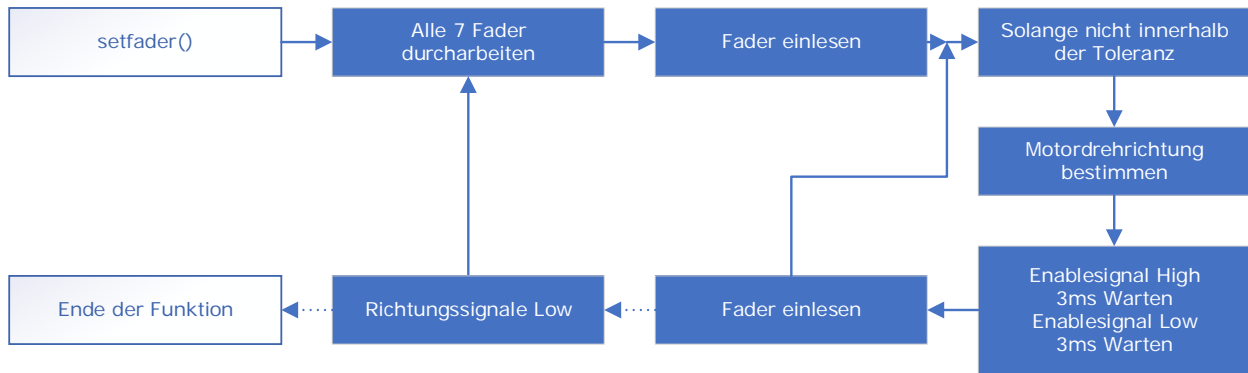 setfader()
Alle 7 Fader
durcharbeiten
Fader einlesen
Solange nicht innerhalb
der Toleranz
Motordrehrichtung
bestimmen
Enablesignal High
3ms Warten
Enablesignal Low
3ms Warten
Fader einlesen
Richtungssignale Low
Ende der Funktion